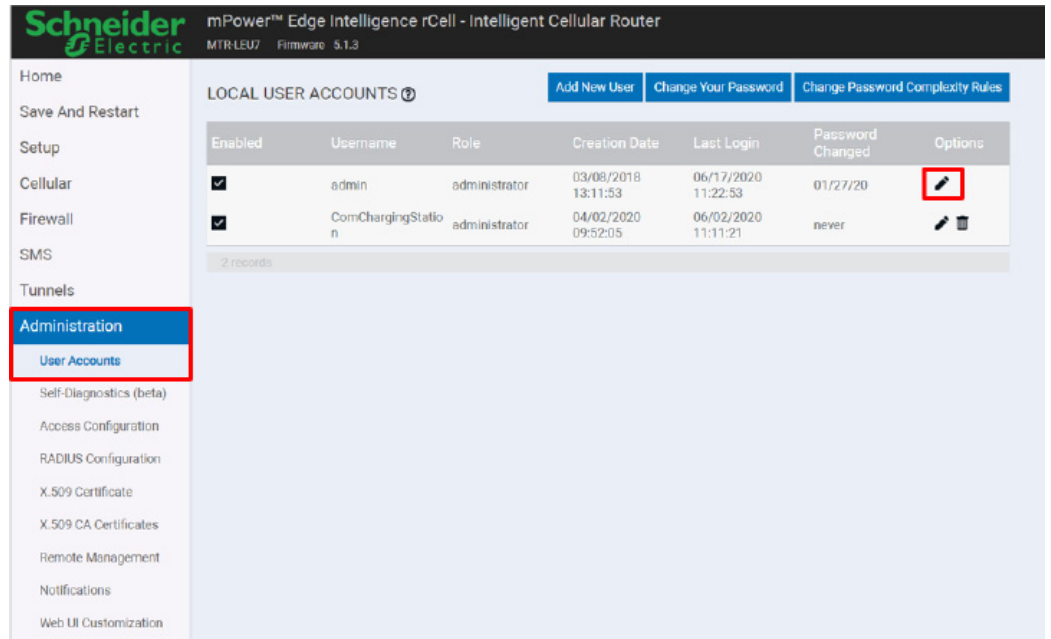 Schneider Electric
mPower™ Edge Intelligence rCell - Intelligent Cellular Router
MTR-LEU7 Firmware 5.1.3
Home
Save And Restart
Setup
Cellular
Firewall
SMS
Tunnels
Administration
User Accounts
Self-Diagnostics (beta)
Access Configuration
RADIUS Configuration
X.509 Certificate
X.509 CA Certificates
Remote Management
Notifications
Web UI Customization
LOCAL USER ACCOUNTS ?
Add New User Change Your Password Change Password Complexity Rules
Enabled Username Role Creation Date Last Login Password Changed Options
admin administrator 03/08/2018 13:11:53 06/17/2020 11:22:53 01/27/20
ComChargingStation administrator 04/02/2020 09:52:05 06/02/2020 11:11:21 never
2 records